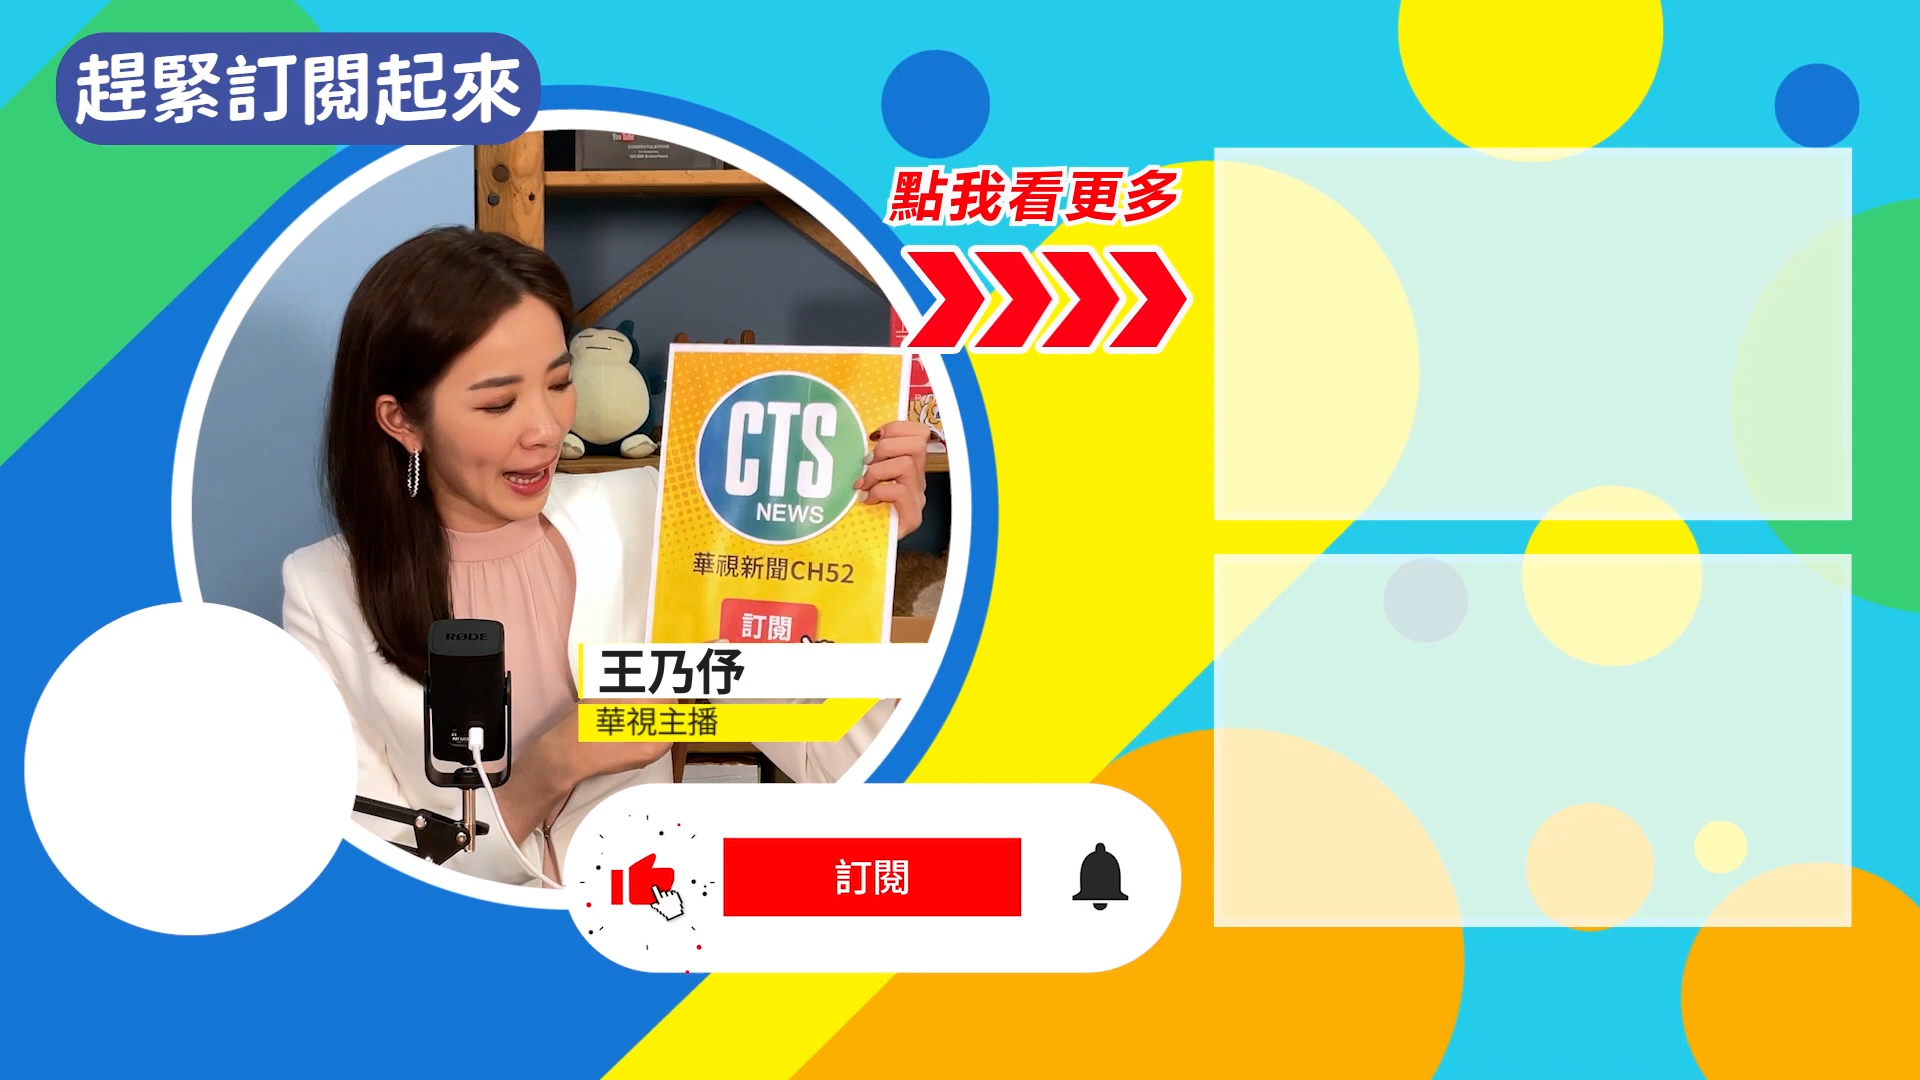 趕緊訂閱起來
點我看更多
CONGRATULATIONS
CTS
NEWS
華視新聞CH52
訂閱
RØDE
王乃伃
華視主播
訂閱